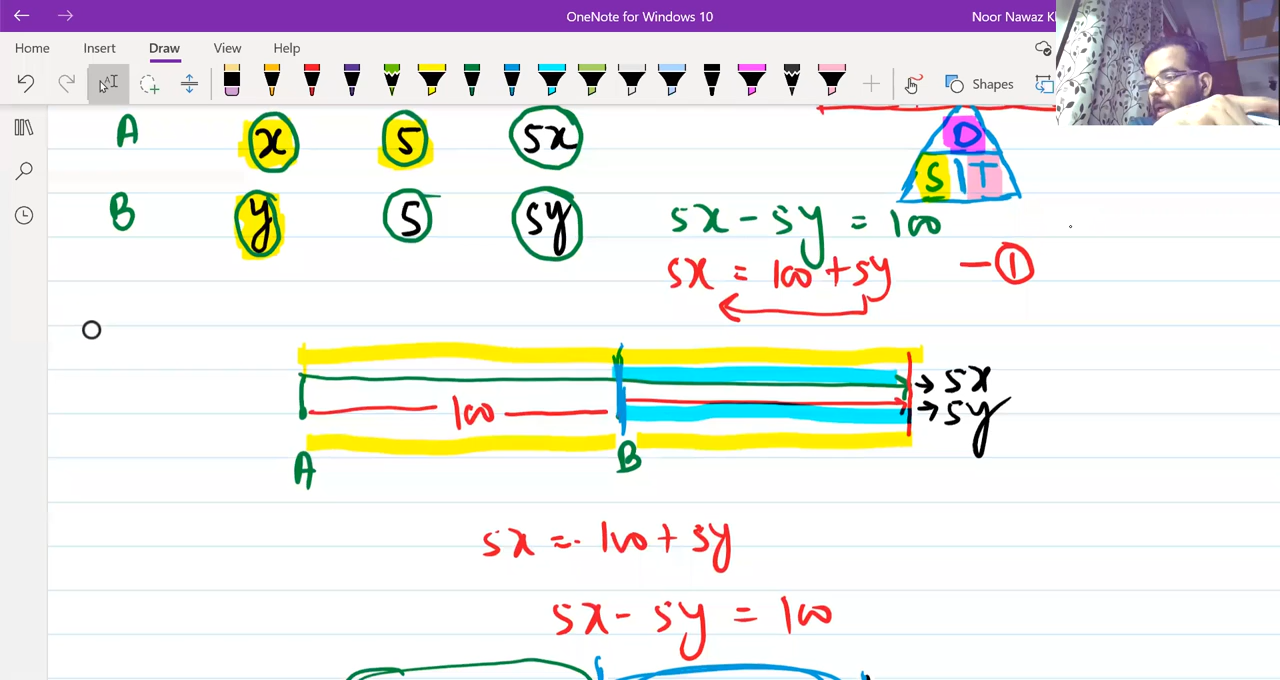 OneNote for Windows 10
Noor Nawaz
Home Insert Draw View Help
Shapes
A x 5 5x
D
S T
B y 5 5y
5x - 5y = 100
5x = 100 + 5y - 1
→ 5x
100
→ 5y
A B
5x = 100 + 5y
5x - 5y = 100